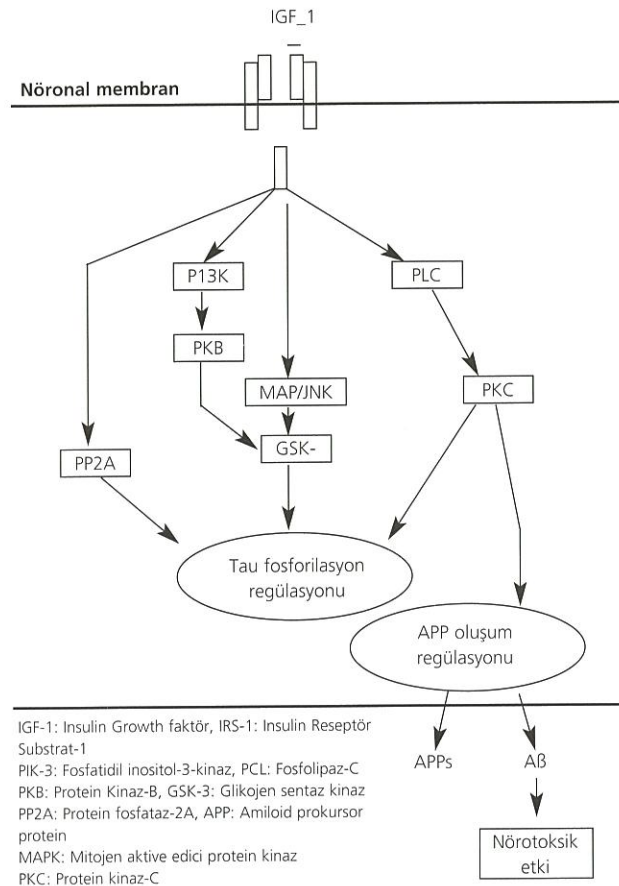 IGF_1
Nöronal membran
P13K
PLC
PKB
MAP/JNK
PKC
PP2A
GSK-
Tau fosforilasyon
regülasyonu
APP oluşum
regülasyonu
IGF-1: Insulin Growth faktör, IRS-1: Insulin Reseptör
Substrat-1
PIK-3: Fosfatidil inositol-3-kinaz, PCL: Fosfolipaz-C
PKB: Protein Kinaz-B, GSK-3: Glikojen sentaz kinaz
PP2A: Protein fosfataz-2A, APP: Amiloid prokursor
protein
MAPK: Mitojen aktive edici protein kinaz
PKC: Protein kinaz-C
APPs
Aß
Nörotoksik
etki